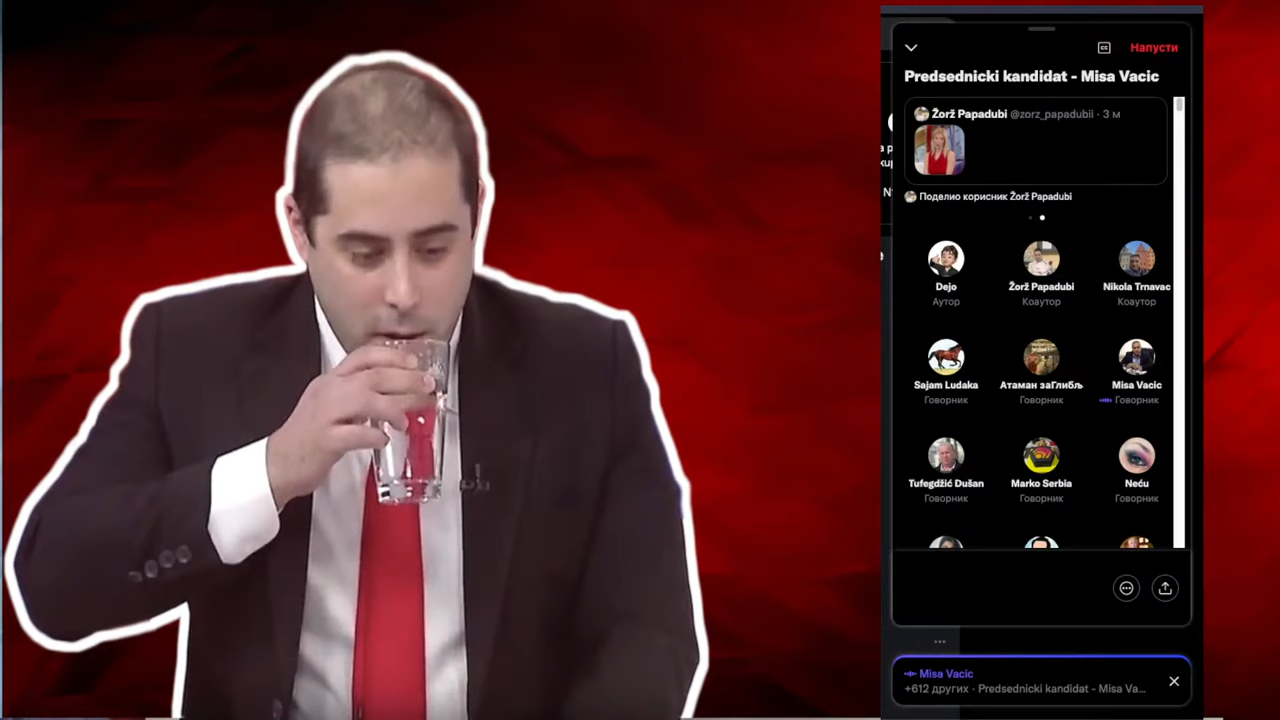 Напусти
Predsednicki kandidat - Misa Vacic
Žorž Papadubi @zorz_papadubii · 3 м
Поделио корисник Žorž Papadubi
Dejo Žorž Papadubi Nikola Trnavac
Аутор Коаутор Коаутор
Sajam Ludaka Атаман заГлибљ Misa Vacic
Говорник Говорник Говорник
Tufegdžić Dušan Marko Serbia Neću
Говорник Говорник Говорник
Misa Vacic
+612 других · Predsednicki kandidat - Misa Va...